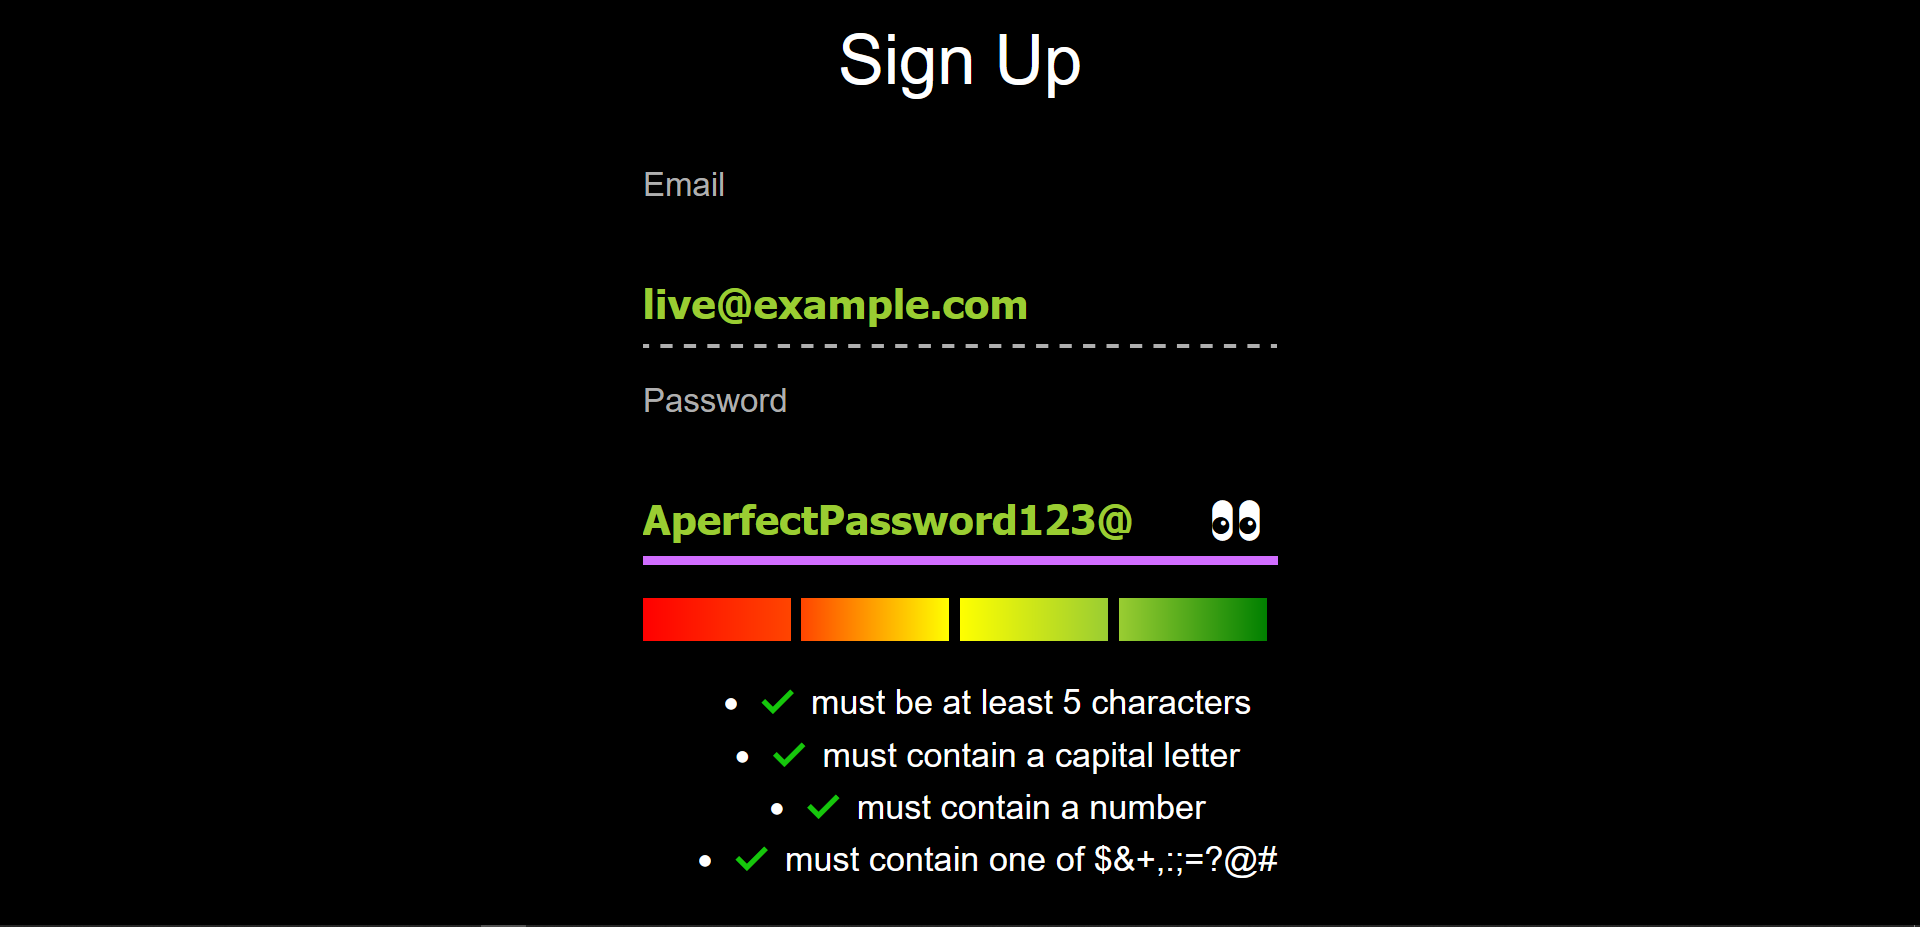 Sign Up
Email
live@example.com
Password
AperfectPassword123@
must be at least 5 characters
must contain a capital letter
must contain a number
must contain one of $&+,:;=?@#